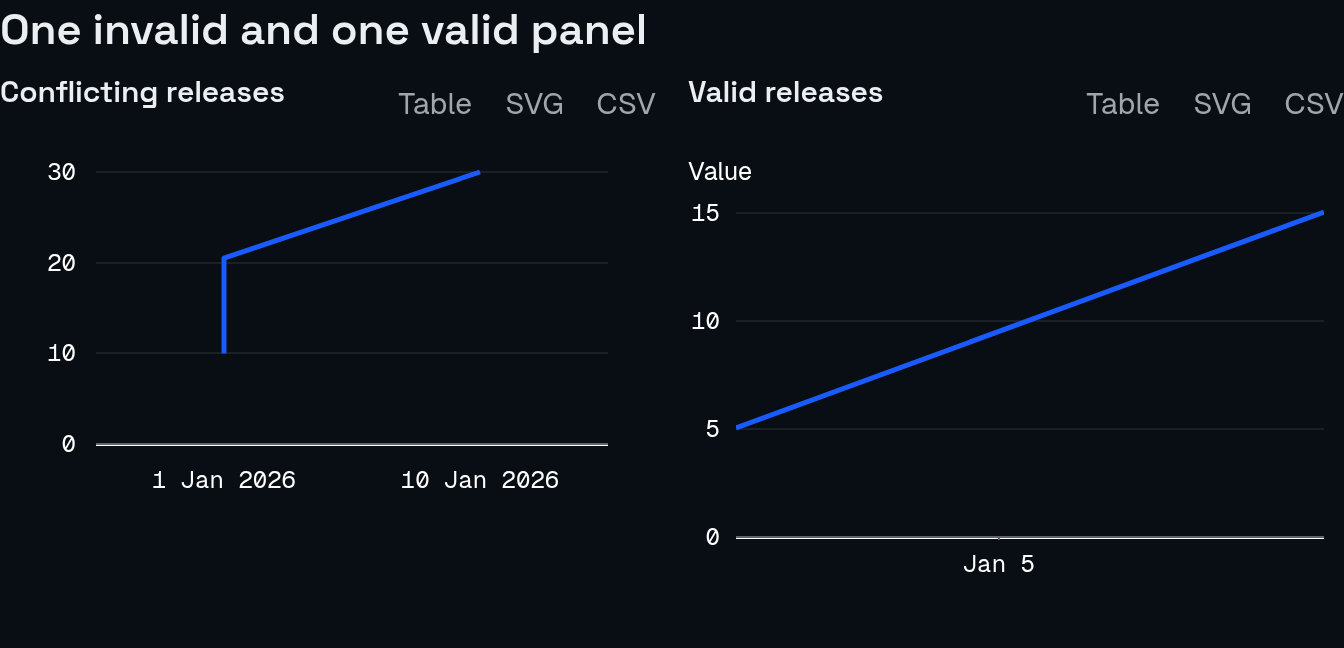 One invalid and one valid panel
Conflicting releases
Table SVG CSV
30
20
10
0
1 Jan 2026 10 Jan 2026
Valid releases
Table SVG CSV
Value
15
10
5
0
Jan 5